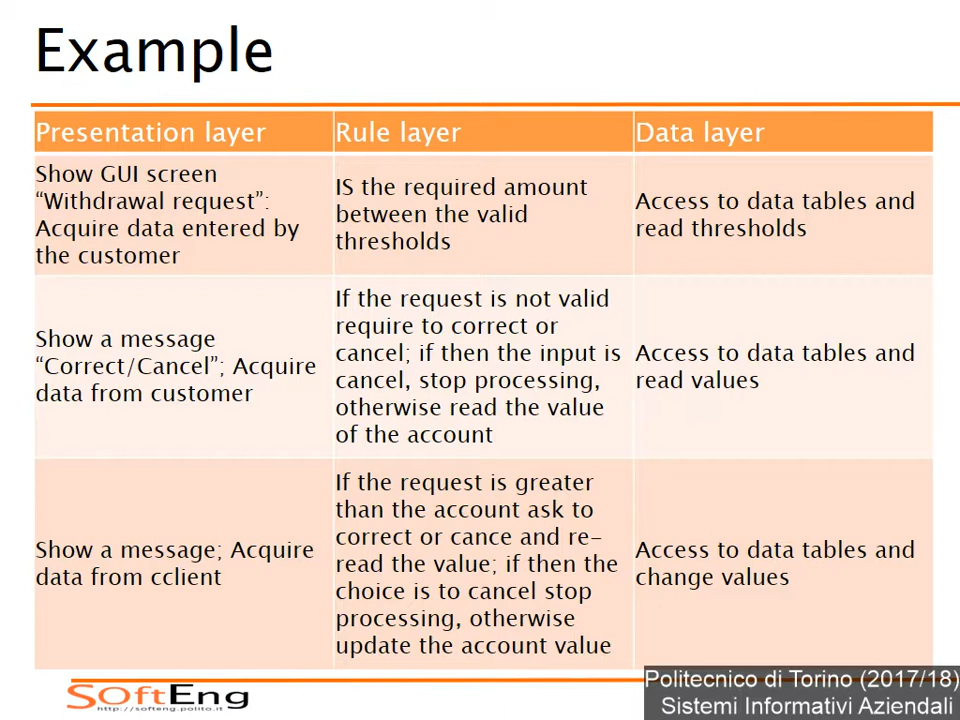 Example
Presentation layer
Rule layer
Data layer
Show GUI screen
“Withdrawal request”:
Acquire data entered by
the customer
IS the required amount
between the valid
thresholds
Access to data tables and
read thresholds
Show a message
“Correct/Cancel”; Acquire
data from customer
If the request is not valid
require to correct or
cancel; if then the input is
cancel, stop processing,
otherwise read the value
of the account
Access to data tables and
read values
Show a message; Acquire
data from cclient
If the request is greater
than the account ask to
correct or cance and re-
read the value; if then the
choice is to cancel stop
processing, otherwise
update the account value
Access to data tables and
change values
SOftEng
http://softeng.polito.it
Politecnico di Torino (2017/18)
Sistemi Informativi Aziendali